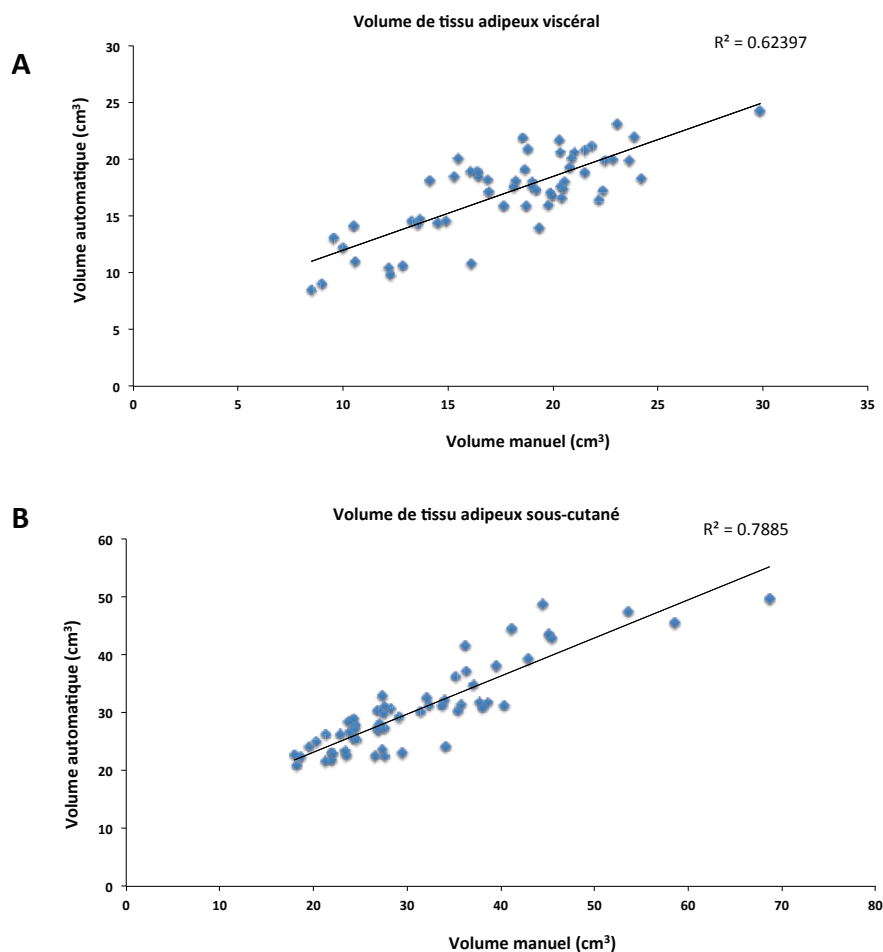 Volume de tissu adipeux viscéral
R² = 0.62397
A
30
25
20
15
10
5
0
Volume automatique (cm³)
0 5 10 15 20 25 30 35
Volume manuel (cm³)
B
Volume de tissu adipeux sous-cutané
R² = 0.7885
60
50
40
30
20
10
0
Volume automatique (cm³)
0 10 20 30 40 50 60 70 80
Volume manuel (cm³)